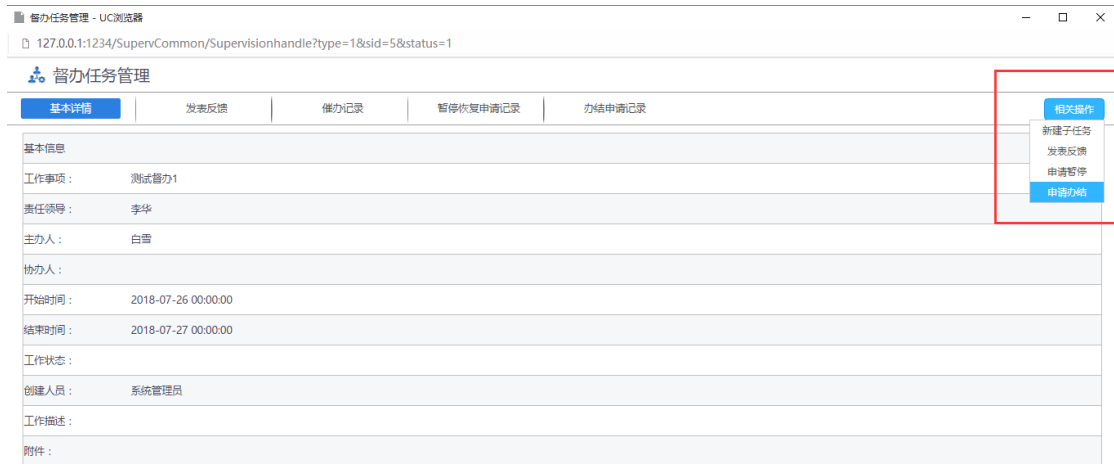 督办任务管理 - UC浏览器
127.0.0.1:1234/SupervCommon/Supervisionhandle?type=1&sid=5&status=1
督办任务管理
基本详情 发表反馈 催办记录 暂停恢复申请记录 办结申请记录 相关操作
新建子任务
发表反馈
申请暂停
申请办结
基本信息
工作事项： 测试督办1
责任领导： 李华
主办人： 白雪
协办人：
开始时间： 2018-07-26 00:00:00
结束时间： 2018-07-27 00:00:00
工作状态：
创建人员： 系统管理员
工作描述：
附件：